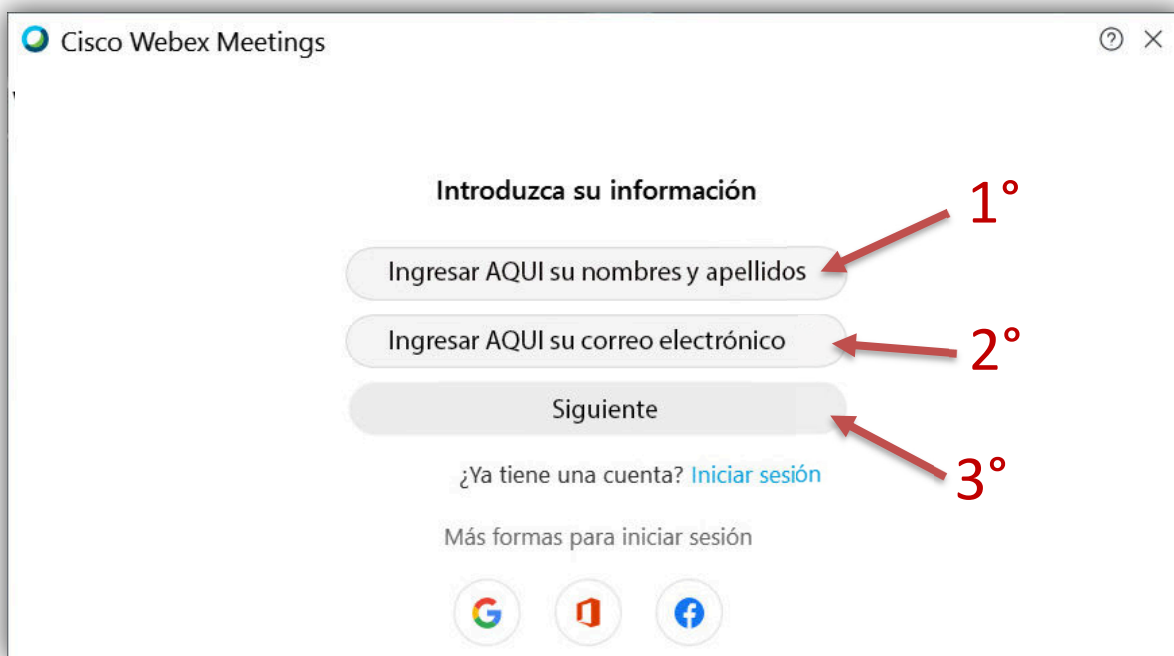 Cisco Webex Meetings
Introduzca su información
1°
Ingresar AQUI su nombres y apellidos
Ingresar AQUI su correo electrónico
2°
Siguiente
¿Ya tiene una cuenta? Iniciar sesión
3°
Más formas para iniciar sesión